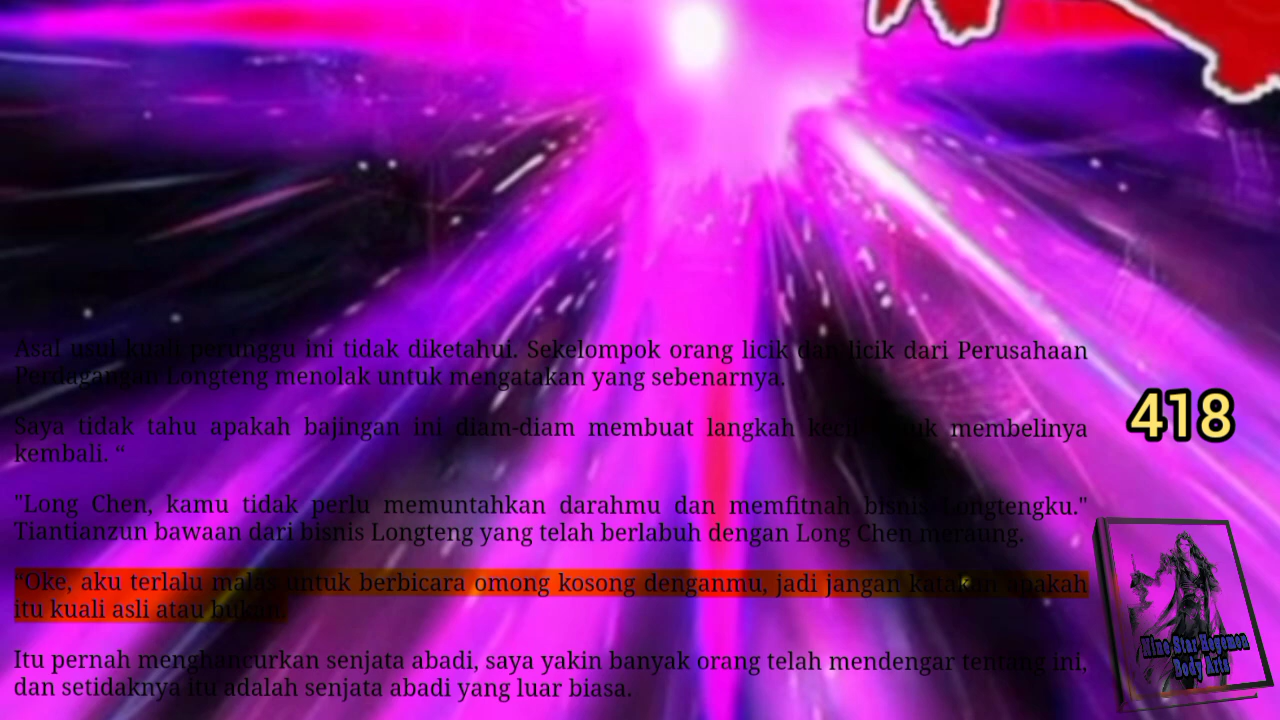 Asal usul kuali perunggu ini tidak diketahui. Sekelompok orang licik dan licik dari Perusahaan
Perdagangan Longteng menolak untuk mengatakan yang sebenarnya.
Saya tidak tahu apakah bajingan ini diam-diam membuat langkah kecil untuk membelinya
kembali. “
"Long Chen, kamu tidak perlu memuntahkan darahmu dan memfitnah bisnis Longtengku."
Tiantianzun bawaan dari bisnis Longteng yang telah berlabuh dengan Long Chen meraung.
“Oke, aku terlalu malas untuk berbicara omong kosong denganmu, jadi jangan katakan apakah
itu kuali asli atau bukan.
Itu pernah menghancurkan senjata abadi, saya yakin banyak orang telah mendengar tentang ini,
dan setidaknya itu adalah senjata abadi yang luar biasa.
418
Nine Star Hegemon
Body Arts